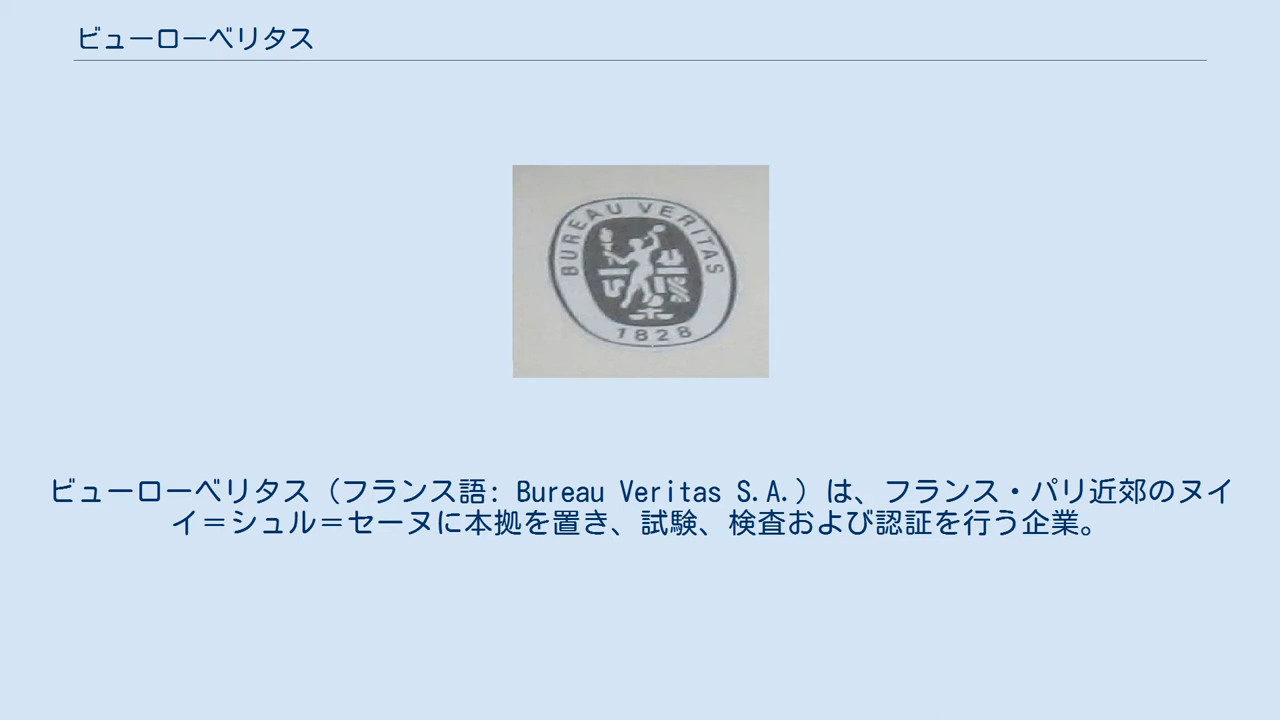 ビューローベリタス
BUREAU VERITAS
1828
ビューローベリタス（フランス語: Bureau Veritas S.A.）は、フランス・パリ近郊のヌイ
イ＝シュル＝セーヌに本拠を置き、試験、検査および認証を行う企業。